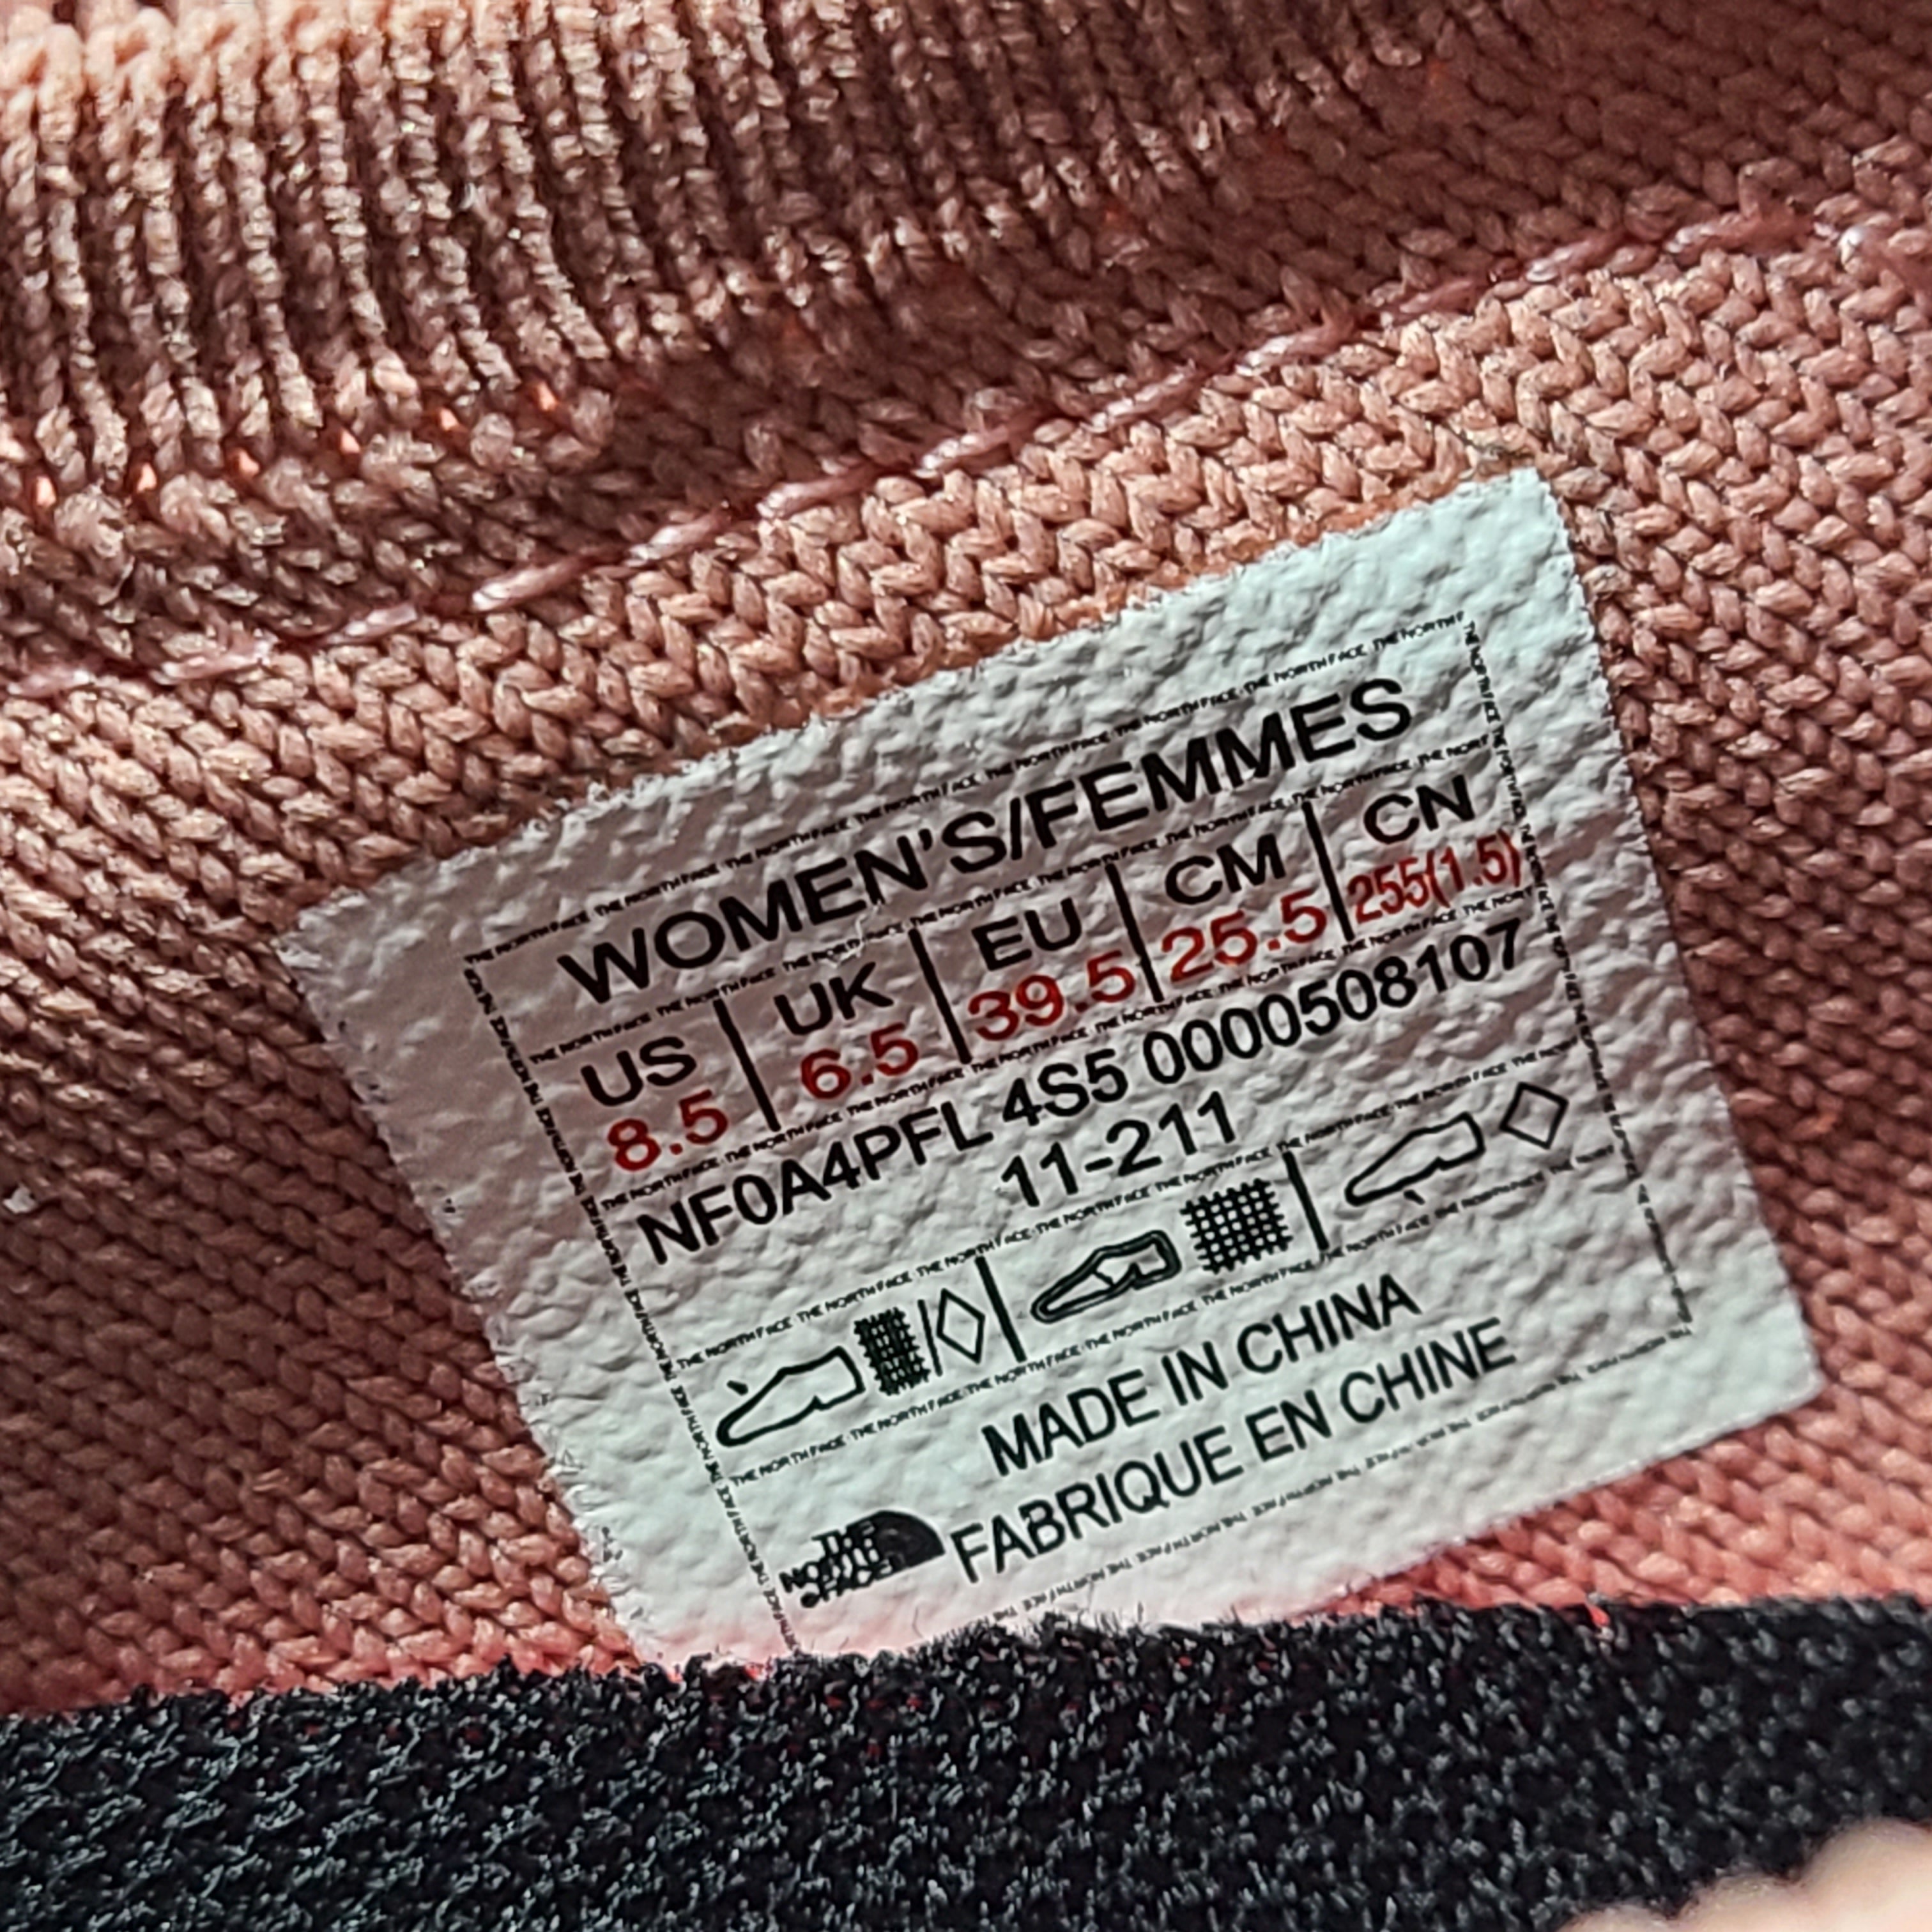 WOMEN'S/FEMMES
US UK EU CM CN
8.5 6.5 39.5 25.5 255(1.5)
NF0A4PFL 4S5 0000508107
11-211
MADE IN CHINA
FABRIQUE EN CHINE
THE
NORTH
FACE